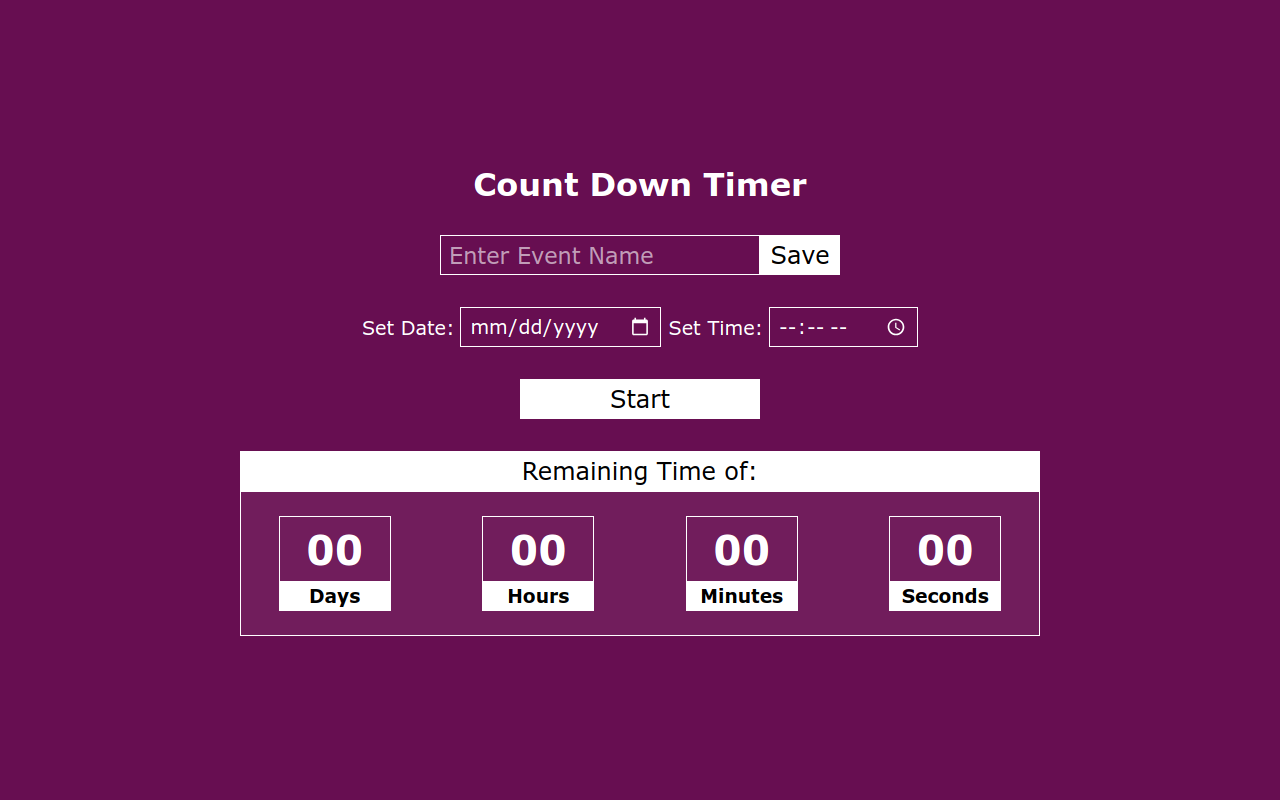 Count Down Timer
Enter Event Name Save
Set Date: mm/dd/yyyy Set Time: --:-- --
Start
Remaining Time of:
00 00 00 00
Days Hours Minutes Seconds